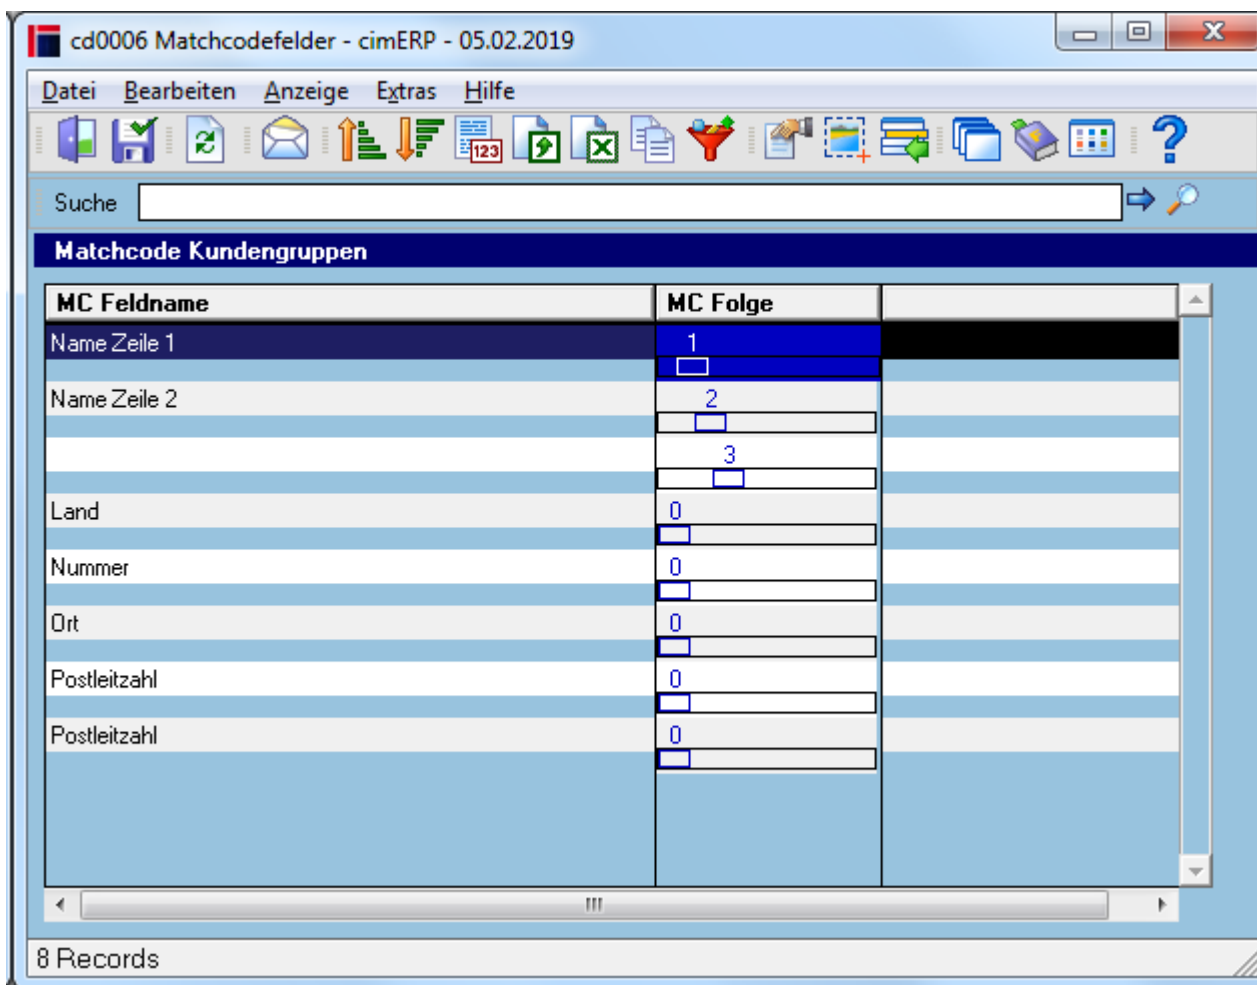 cd0006 Matchcodefelder - cimERP - 05.02.2019
Datei Bearbeiten Anzeige Extras Hilfe
123
Suche
Matchcode Kundengruppen
MC Feldname MC Folge
Name Zeile 1 1
Name Zeile 2 2
3
Land 0
Nummer 0
Ort 0
Postleitzahl 0
Postleitzahl 0
8 Records